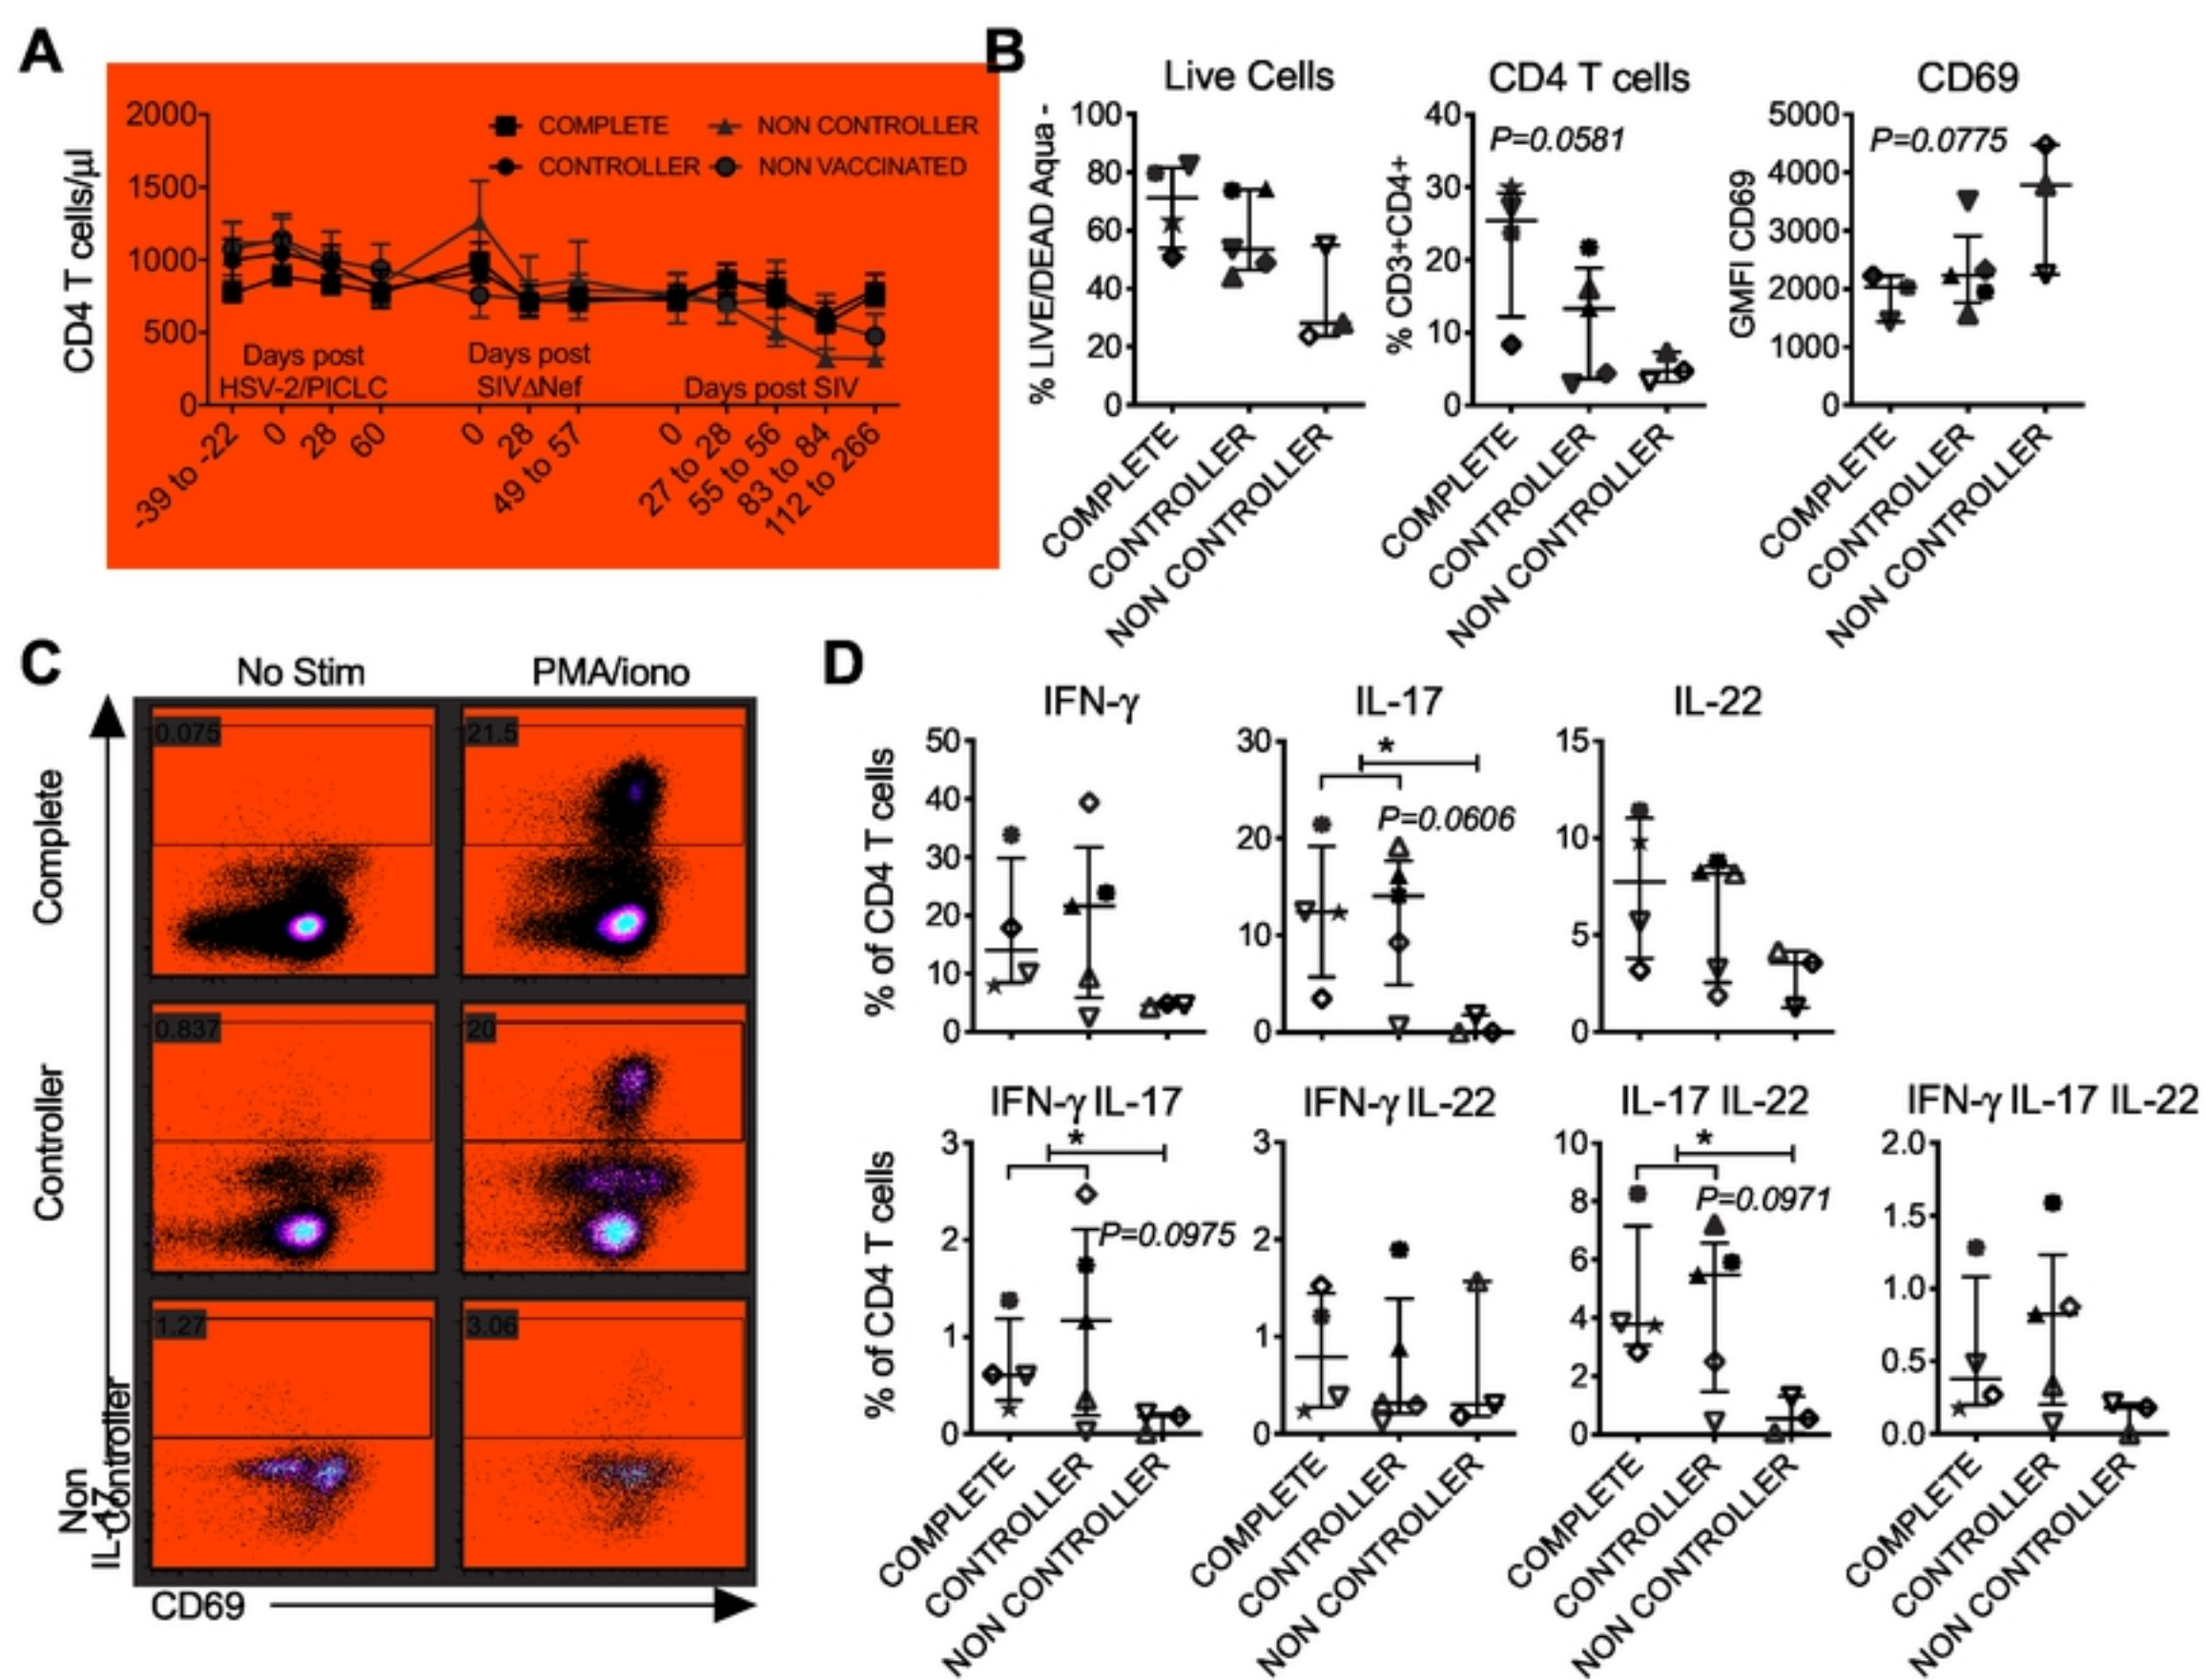 A
2000
1500
1000
500
0
CD4 T cells/µl
COMPLETE
NON CONTROLLER
CONTROLLER
NON VACCINATED
Days post
HSV-2/PICLC
Days post
SIVΔNef
Days post SIV
-39 to -22
0
28
60
0
28
49 to 57
0
27 to 28
55 to 56
83 to 84
112 to 266
B
Live Cells
% LIVE/DEAD Aqua -
100
80
60
40
20
0
COMPLETE
CONTROLLER
NON CONTROLLER
CD4 T cells
P=0.0581
% CD3+CD4+
40
30
20
10
0
COMPLETE
CONTROLLER
NON CONTROLLER
CD69
P=0.0775
GMFI CD69
5000
4000
3000
2000
1000
0
COMPLETE
CONTROLLER
NON CONTROLLER
C
No Stim
PMA/iono
Complete
0.075
21.5
Controller
0.837
20
Non
Controller
1.27
3.06
IL-17
CD69
D
IFN-γ
% of CD4 T cells
50
40
30
20
10
0
IL-17
*
P=0.0606
30
20
10
0
IL-22
15
10
5
0
IFN-γ IL-17
*
P=0.0975
% of CD4 T cells
3
2
1
0
COMPLETE
CONTROLLER
NON CONTROLLER
IFN-γ IL-22
3
2
1
0
COMPLETE
CONTROLLER
NON CONTROLLER
IL-17 IL-22
*
P=0.0971
10
8
6
4
2
0
COMPLETE
CONTROLLER
NON CONTROLLER
IFN-γ IL-17 IL-22
2.0
1.5
1.0
0.5
0.0
COMPLETE
CONTROLLER
NON CONTROLLER